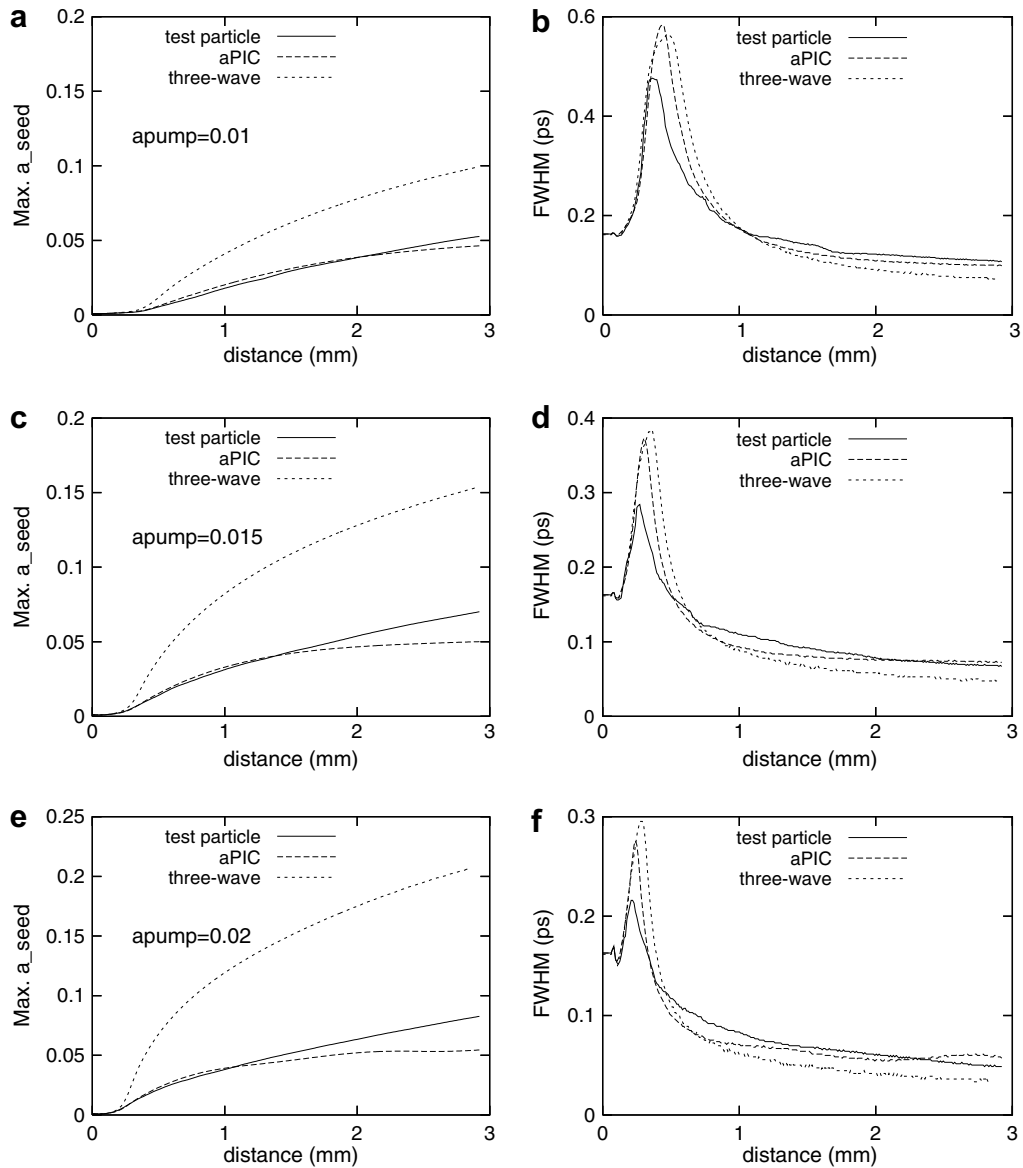 a
0.2
0.15
0.1
0.05
0
Max. a_seed
test particle
aPIC
three-wave
apump=0.01
0 1 2 3
distance (mm)
b
0.6
0.4
0.2
0
FWHM (ps)
test particle
aPIC
three-wave
0 1 2 3
distance (mm)
c
0.2
0.15
0.1
0.05
0
Max. a_seed
test particle
aPIC
three-wave
apump=0.015
0 1 2 3
distance (mm)
d
0.4
0.3
0.2
0.1
0
FWHM (ps)
test particle
aPIC
three-wave
0 1 2 3
distance (mm)
e
0.25
0.2
0.15
0.1
0.05
0
Max. a_seed
test particle
aPIC
three-wave
apump=0.02
0 1 2 3
distance (mm)
f
0.3
0.2
0.1
0
FWHM (ps)
test particle
aPIC
three-wave
0 1 2 3
distance (mm)